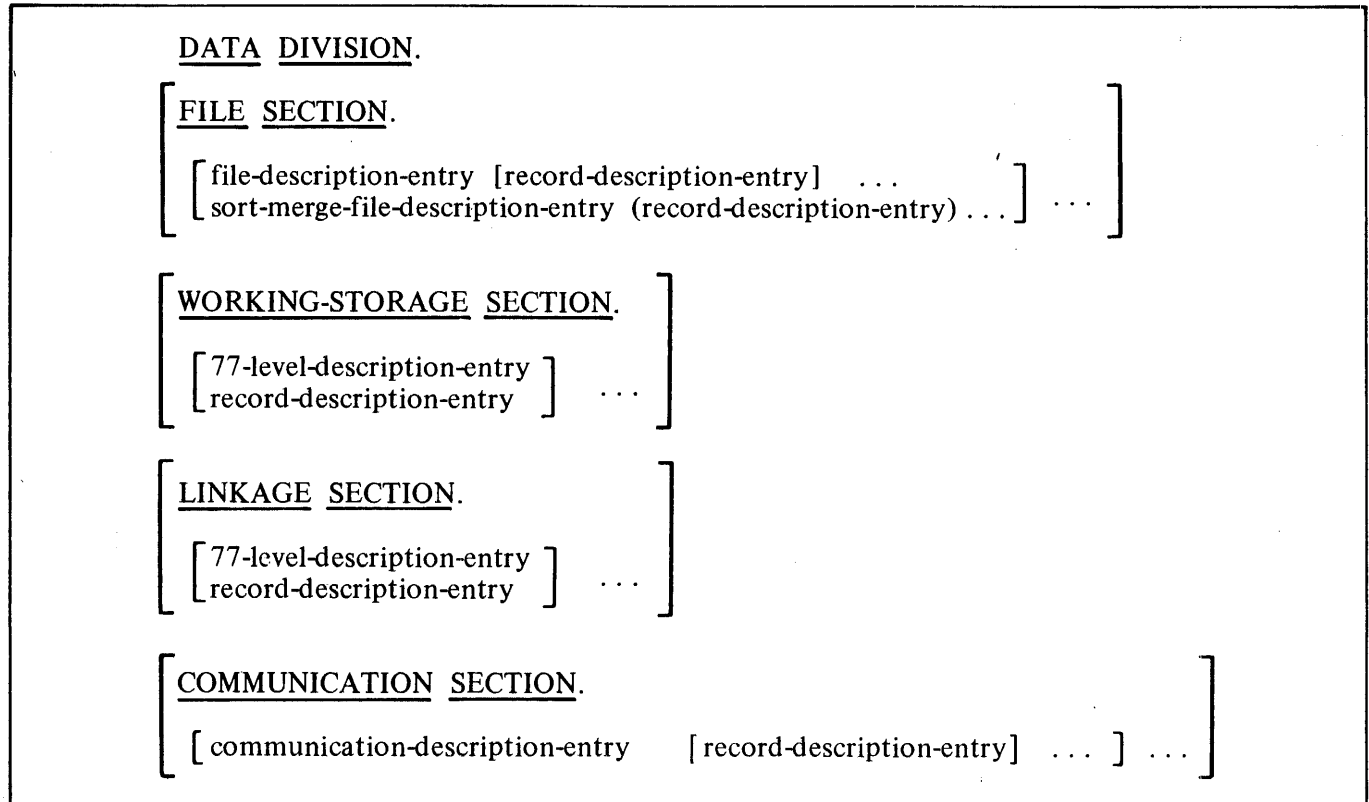 DATA DIVISION.
FILE SECTION.
[file-description-entry [record-description-entry] ...
sort-merge-file-description-entry (record-description-entry) ...] ...
WORKING-STORAGE SECTION.
[77-level-description-entry
record-description-entry] ...
LINKAGE SECTION.
[77-level-description-entry
record-description-entry] ...
COMMUNICATION SECTION.
[communication-description-entry [record-description-entry] ... ] ...